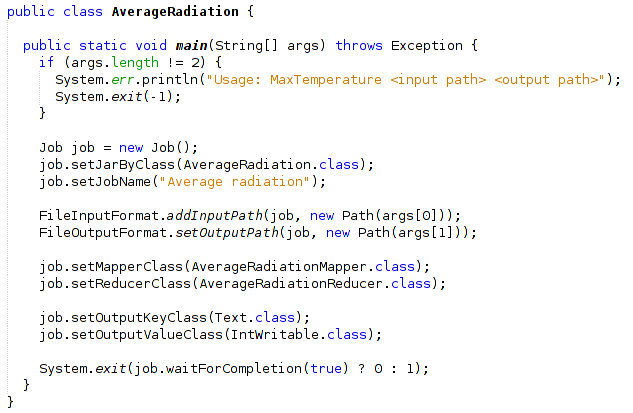 public class AverageRadiation {
public static void main(String[] args) throws Exception {
if (args.length != 2) {
System.err.println("Usage: MaxTemperature <input path> <output path>");
System.exit(-1);
}
Job job = new Job();
job.setJarByClass(AverageRadiation.class);
job.setJobName("Average radiation");
FileInputFormat.addInputPath(job, new Path(args[0]));
FileOutputFormat.setOutputPath(job, new Path(args[1]));
job.setMapperClass(AverageRadiationMapper.class);
job.setReducerClass(AverageRadiationReducer.class);
job.setOutputKeyClass(Text.class);
job.setOutputValueClass(IntWritable.class);
System.exit(job.waitForCompletion(true) ? 0 : 1);
}
}